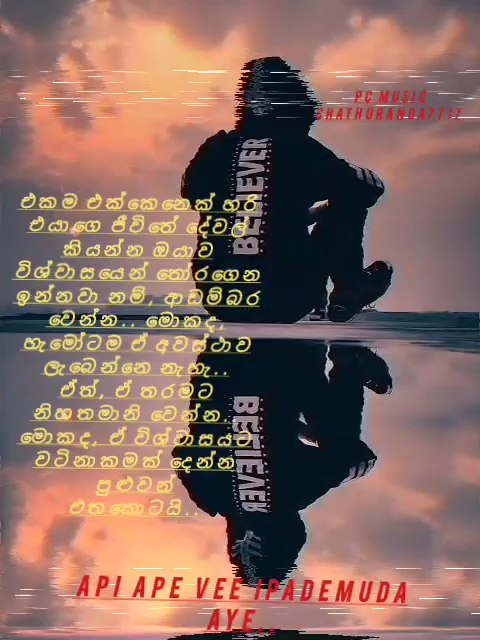 PC MUSIC
CHATHURANGA7717
BELIEVER
එකම එක්කෙනෙක් හරි
එයාගෙ ජීවිතේ දේවල්
කියන්න ඔයාව
විශ්වාසයෙන් තෝරගෙන
ඉන්නවා නම්, ආඩම්බර
වෙන්න.. මොකද,
හැමෝටම ඒ අවස්ථාව
ලැබෙන්නෙ නැහැ..
ඒත්, ඒ තරමට
නිහතමානි වෙන්න..
මොකද, ඒ විශ්වාසයට
වටිනාකමක් දෙන්න
පුළුවන්
එතකොටයි..
BELIEVER
API APE VEE IPADEMUDA
AYE..